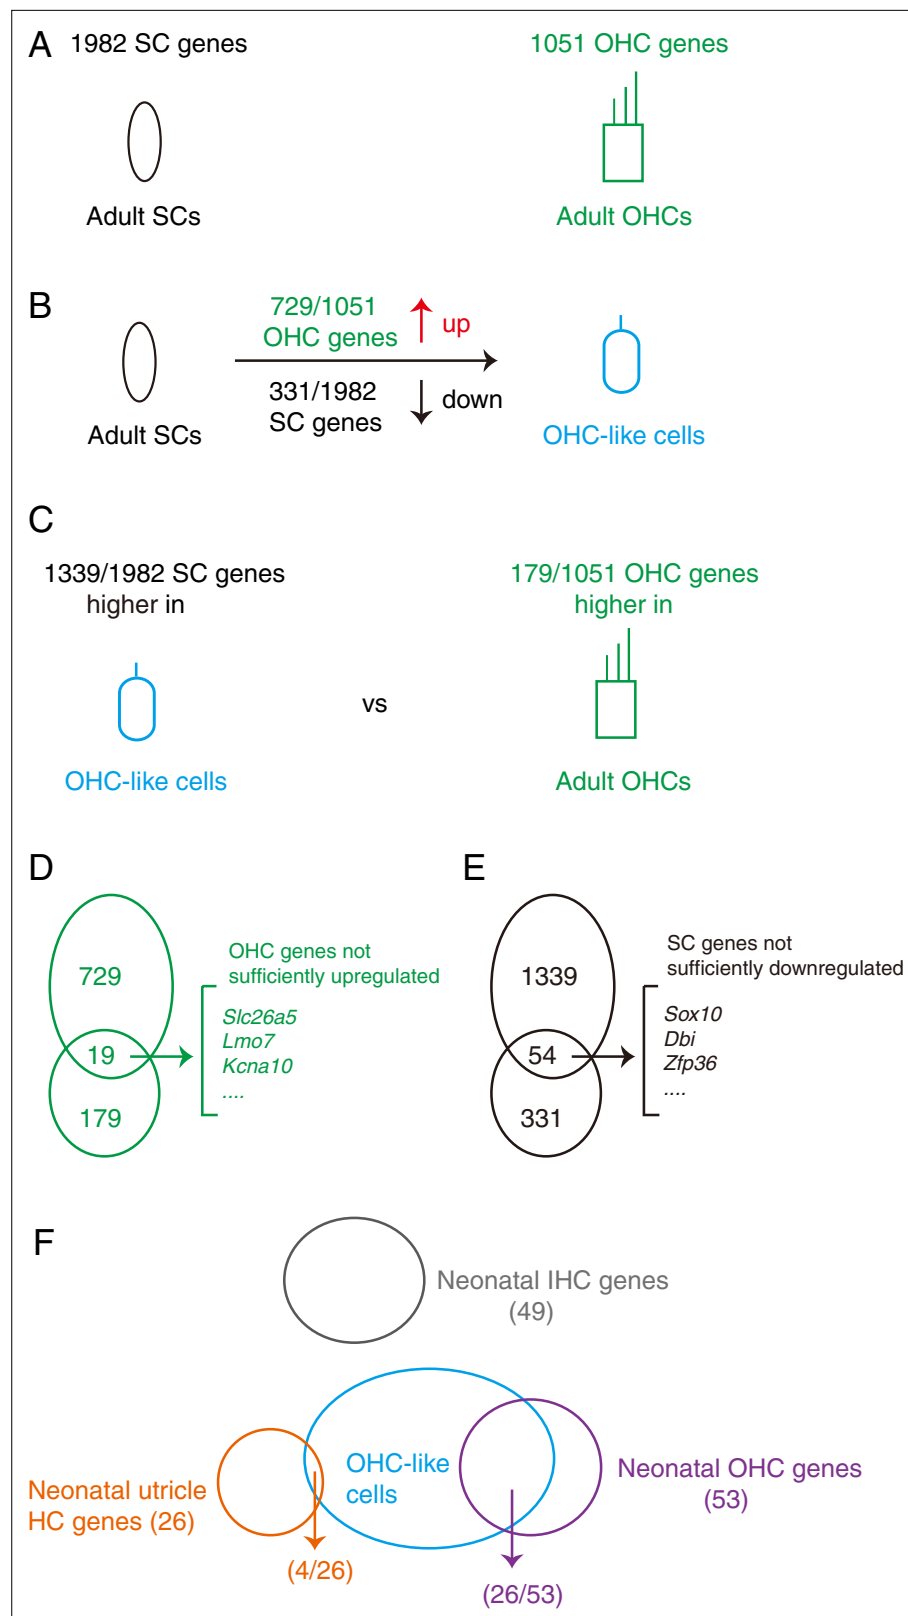 A
1982 SC genes
1051 OHC genes
Adult SCs
Adult OHCs
B
729/1051
OHC genes
up
331/1982
SC genes
down
Adult SCs
OHC-like cells
C
1339/1982 SC genes
higher in
179/1051 OHC genes
higher in
vs
OHC-like cells
Adult OHCs
D
729
19
179
OHC genes not
sufficiently upregulated
Slc26a5
Lmo7
Kcna10
....
E
1339
54
331
SC genes not
sufficiently downregulated
Sox10
Dbi
Zfp36
....
F
Neonatal IHC genes
(49)
Neonatal utricle
HC genes (26)
OHC-like
cells
Neonatal OHC genes
(53)
(4/26)
(26/53)